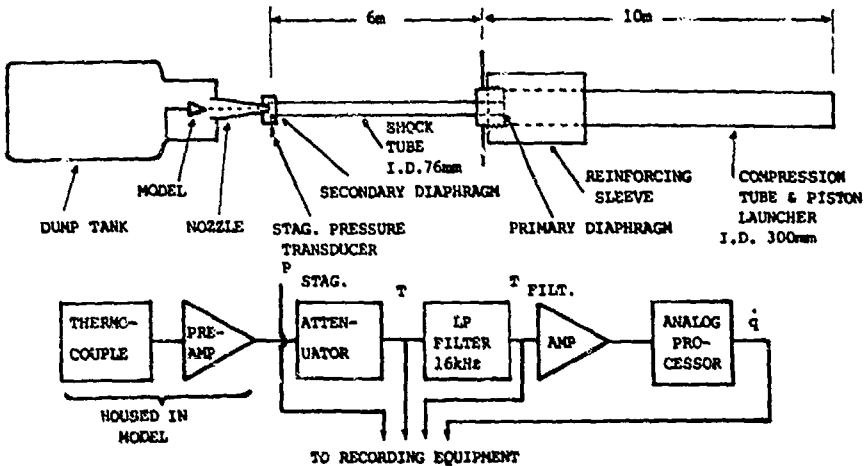 6m
10m
SHOCK
TUBE
I.D.76mm
REINFORCING
SLEEVE
COMPRESSION
TUBE & PISTON
LAUNCHER
I.D. 300mm
MODEL
SECONDARY DIAPHRAGM
DUMP TANK
NOZZLE
STAG. PRESSURE
TRANSDUCER
PRIMARY DIAPHRAGM
P
STAG.
T
T
FILT.
THERMO-
COUPLE
PRE-
AMP
ATTEN-
UATOR
LP
FILTER
16kHz
AMP
ANALOG
PRO-
CESSOR
q̇
HOUSED IN
MODEL
TO RECORDING EQUIPMENT